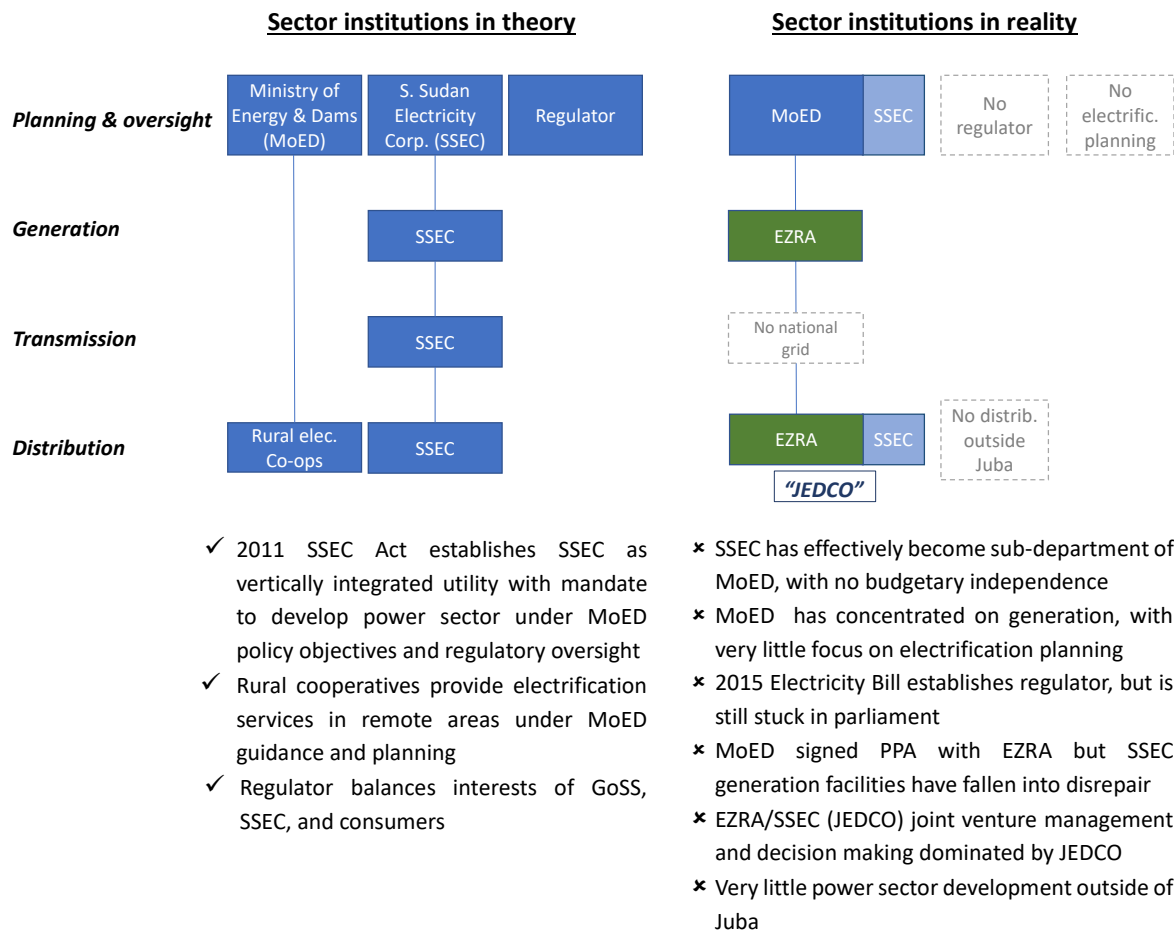 Sector institutions in theory
Sector institutions in reality
Planning & oversight
Ministry of
Energy & Dams
(MoED)
S. Sudan
Electricity
Corp. (SSEC)
Regulator
MoED
SSEC
No
regulator
No
electrific.
planning
Generation
SSEC
EZRA
Transmission
SSEC
No national
grid
Distribution
Rural elec.
Co-ops
SSEC
EZRA
SSEC
No distrib.
outside
Juba
“JEDCO”
✓ 2011 SSEC Act establishes SSEC as
vertically integrated utility with mandate
to develop power sector under MoED
policy objectives and regulatory oversight
✓ Rural cooperatives provide electrification
services in remote areas under MoED
guidance and planning
✓ Regulator balances interests of GoSS,
SSEC, and consumers
× SSEC has effectively become sub-department of
MoED, with no budgetary independence
× MoED has concentrated on generation, with
very little focus on electrification planning
× 2015 Electricity Bill establishes regulator, but is
still stuck in parliament
× MoED signed PPA with EZRA but SSEC
generation facilities have fallen into disrepair
× EZRA/SSEC (JEDCO) joint venture management
and decision making dominated by JEDCO
× Very little power sector development outside of
Juba